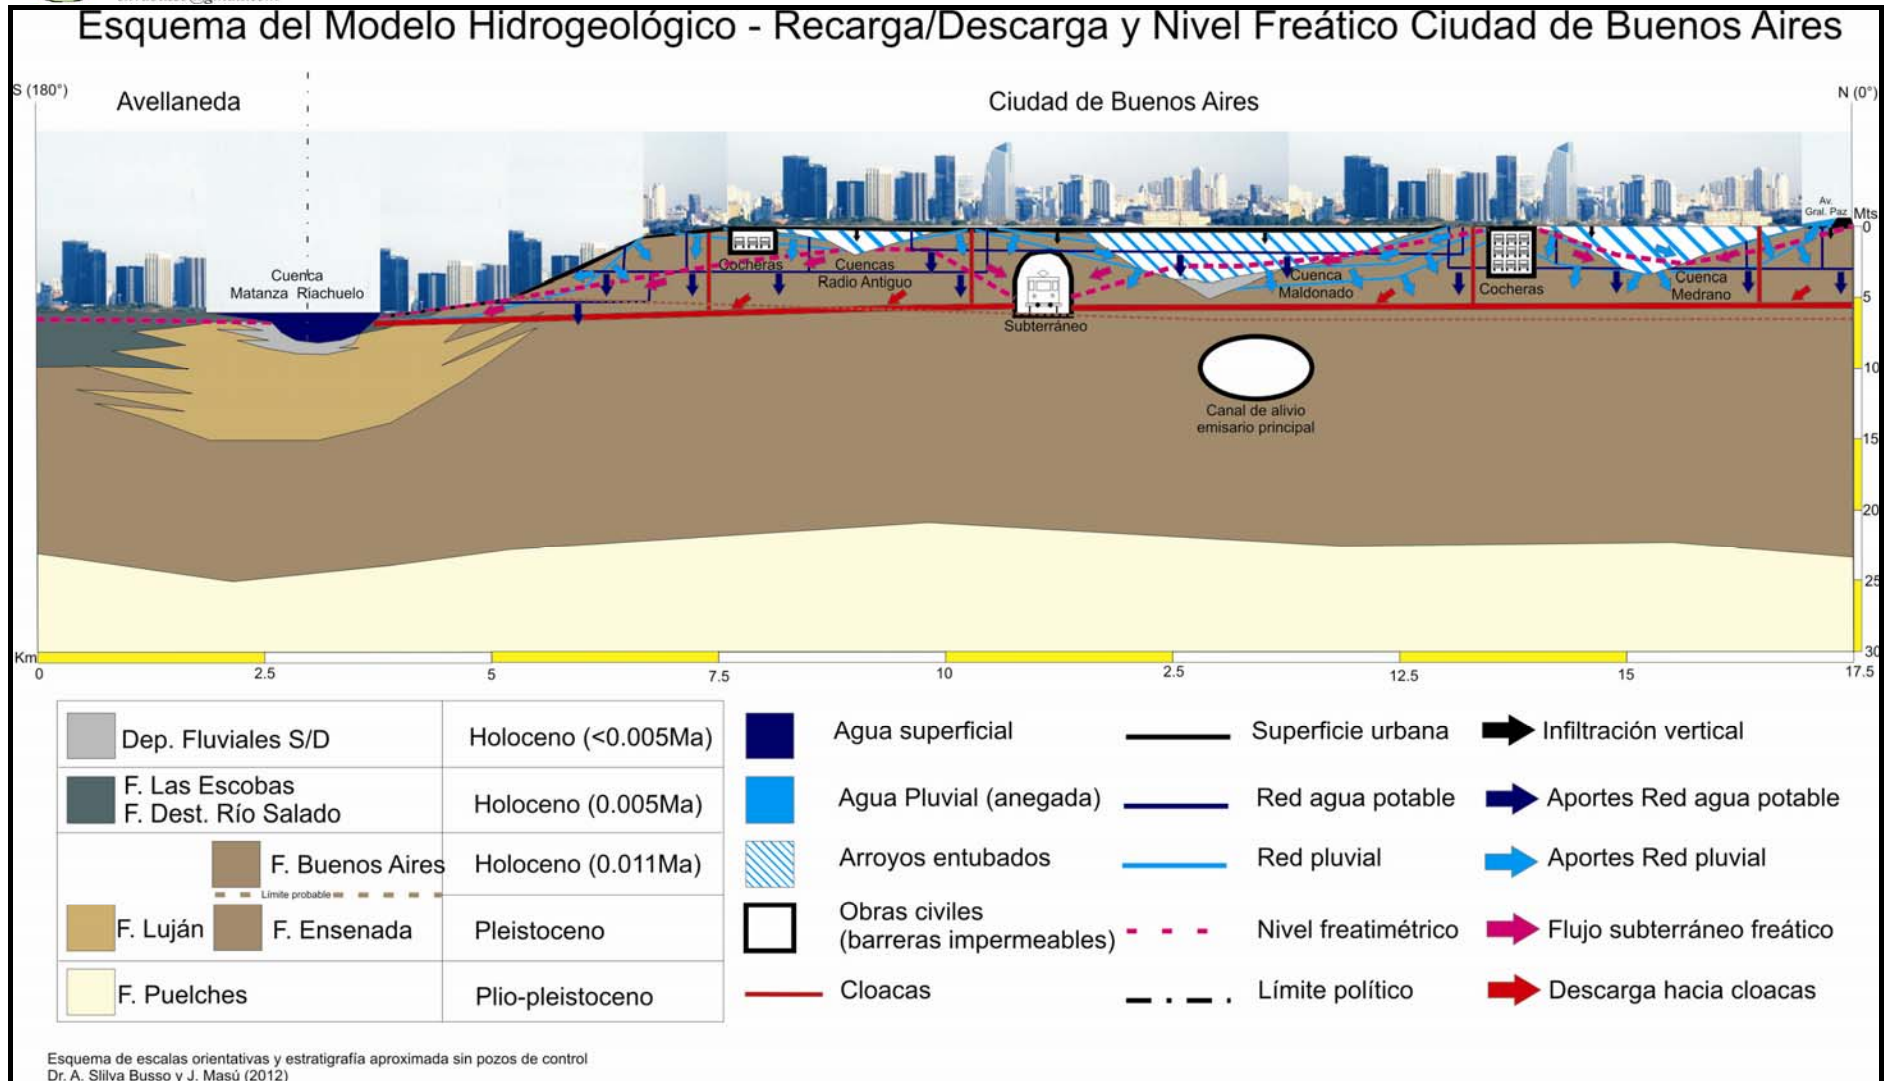 Esquema del Modelo Hidrogeológico - Recarga/Descarga y Nivel Freático Ciudad de Buenos Aires
S (180°)
Avellaneda
Ciudad de Buenos Aires
N (0°)
Av.
Gral. Paz
Mts
0
Cuenca
Matanza Riachuelo
Cocheras
Cuencas
Radio Antiguo
Subterráneo
Cuenca
Maldonado
Cocheras
Cuenca
Medrano
5
Canal de alivio
emisario principal
10
15
20
25
30
Km
0
2.5
5
7.5
10
2.5
12.5
15
17.5
Dep. Fluviales S/D
Holoceno (<0.005Ma)
F. Las Escobas
F. Dest. Río Salado
Holoceno (0.005Ma)
F. Buenos Aires
Holoceno (0.011Ma)
Límite probable
F. Luján
F. Ensenada
Pleistoceno
F. Puelches
Plio-pleistoceno
Agua superficial
Agua Pluvial (anegada)
Arroyos entubados
Obras civiles
(barreras impermeables)
Cloacas
Superficie urbana
Red agua potable
Red pluvial
Nivel freatimétrico
Límite político
Infiltración vertical
Aportes Red agua potable
Aportes Red pluvial
Flujo subterráneo freático
Descarga hacia cloacas
Esquema de escalas orientativas y estratigrafía aproximada sin pozos de control
Dr. A. Slilva Busso y J. Masú (2012)